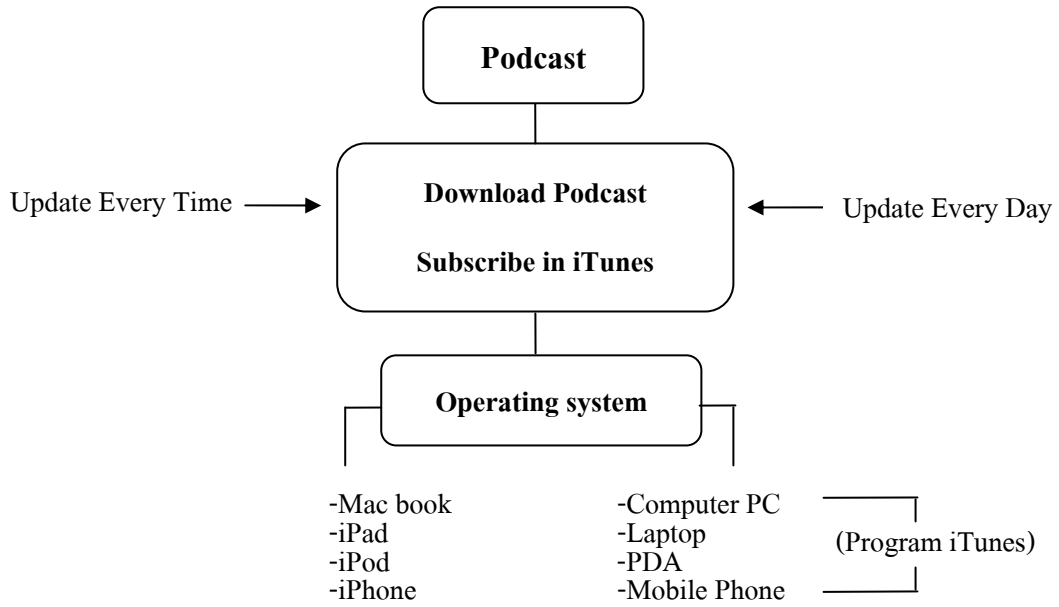 Podcast
Update Every Time
Download Podcast
Subscribe in iTunes
Update Every Day
Operating system
-Mac book
-iPad
-iPod
-iPhone
-Computer PC
-Laptop
-PDA
-Mobile Phone
(Program iTunes)